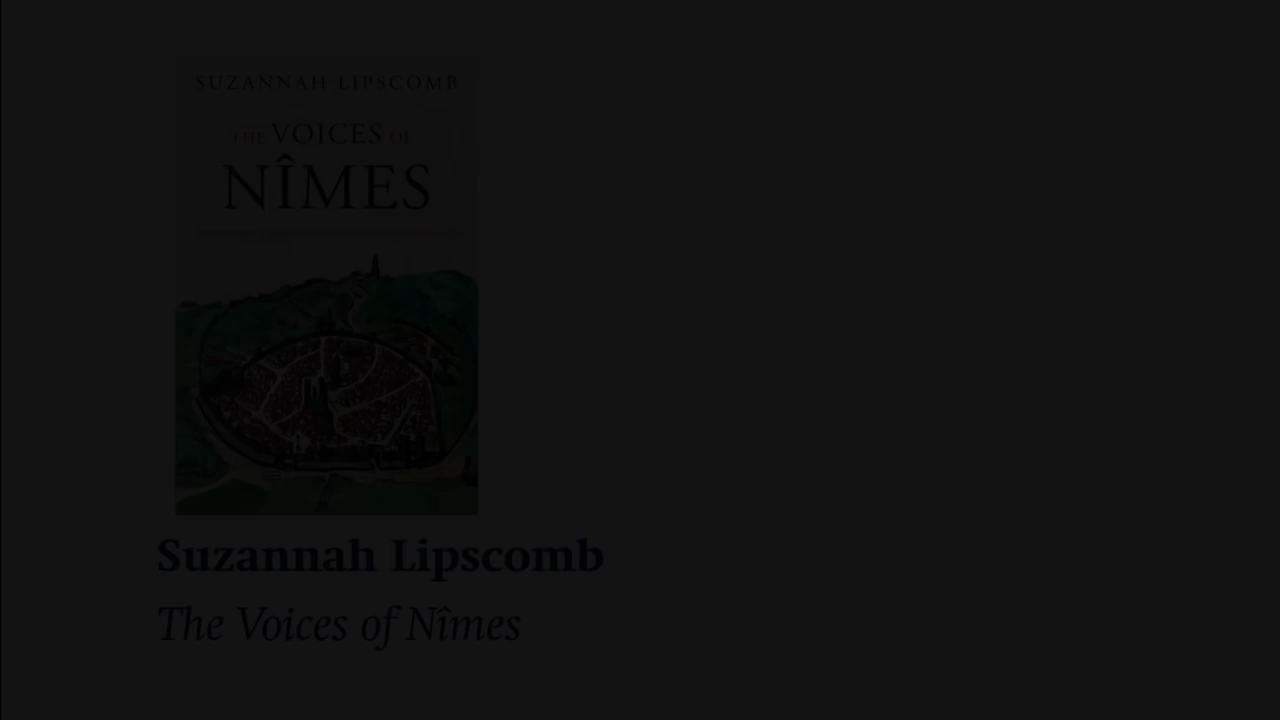 SUZANNAH LIPSCOMB
THE VOICES OF
NÎMES
Suzannah Lipscomb
The Voices of Nîmes